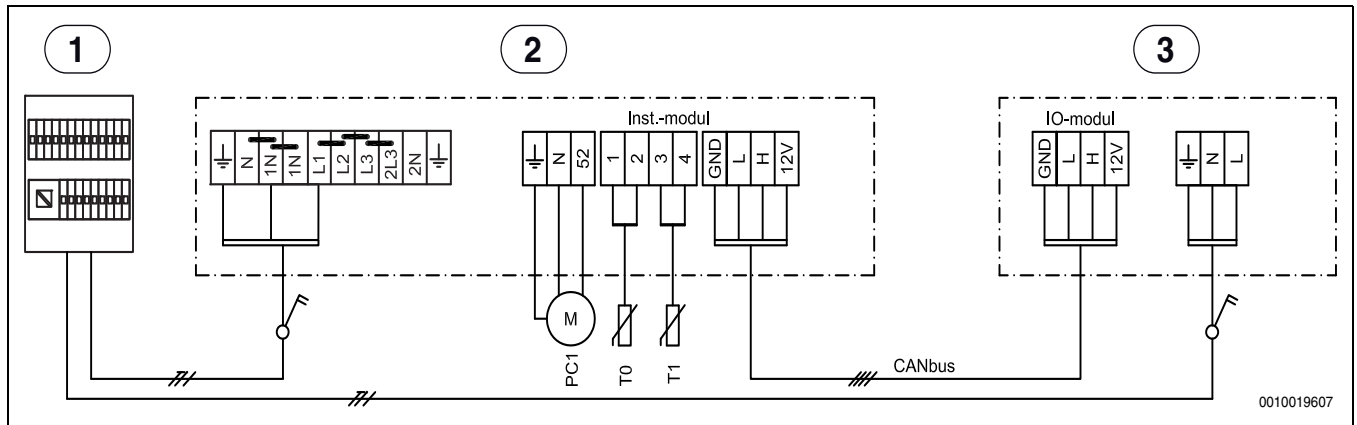 1
2
3
Inst.-modul
IO-modul
N
1N
1N
L1
L2
L3
2L3
2N
N
52
1
2
3
4
GND
L
H
12V
GND
L
H
12V
N
L
M
PC1
T0
T1
CANbus
0010019607